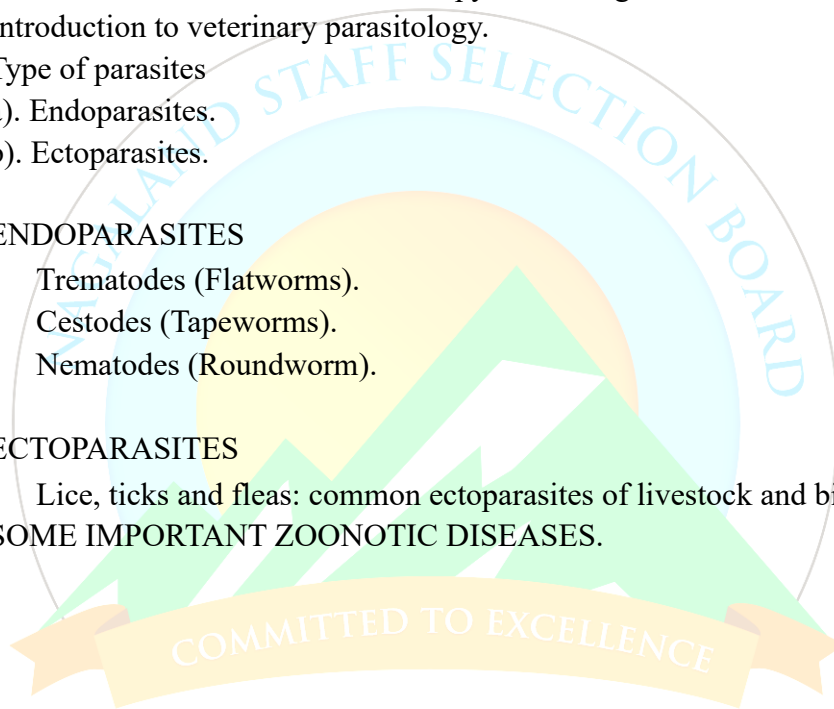 ntroduction to veterinary parasitology.
Type of parasites
). Endoparasites.
). Ectoparasites.
ENDOPARASITES
Trematodes (Flatworms).
Cestodes (Tapeworms).
Nematodes (Roundworm).
ECTOPARASITES
Lice, ticks and fleas: common ectoparasites of livestock and bi
SOME IMPORTANT ZOONOTIC DISEASES.
NAGALAND STAFF SELECTION BOARD
COMMITTED TO EXCELLENCE